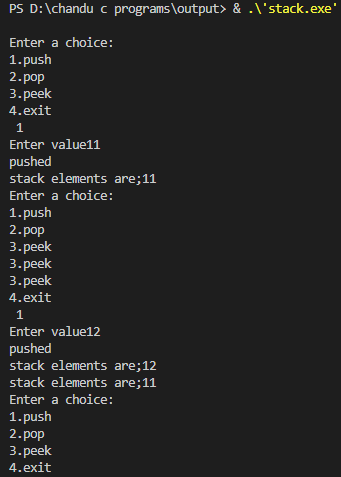 PS D:\chandu c programs\output> & .\'stack.exe'
Enter a choice:
1.push
2.pop
3.peek
4.exit
1
Enter value11
pushed
stack elements are;11
Enter a choice:
1.push
2.pop
3.peek
3.peek
3.peek
4.exit
1
Enter value12
pushed
stack elements are;12
stack elements are;11
Enter a choice:
1.push
2.pop
3.peek
4.exit